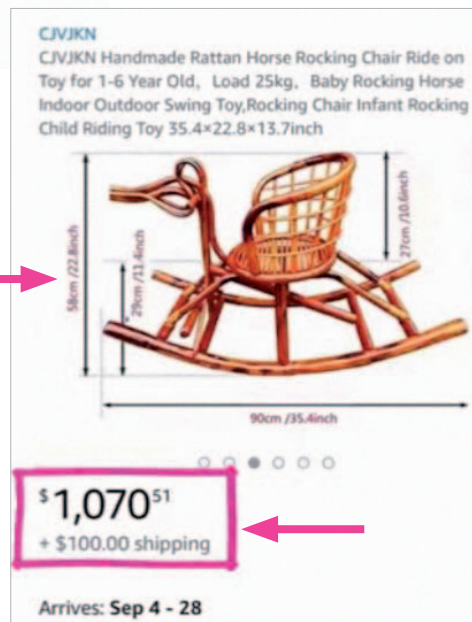 CJVJKN
CJVJKN Handmade Rattan Horse Rocking Chair Ride on
Toy for 1-6 Year Old, Load 25kg, Baby Rocking Horse
Indoor Outdoor Swing Toy,Rocking Chair Infant Rocking
Child Riding Toy 35.4×22.8×13.7inch
58cm /22.8inch
29cm /11.4inch
27cm /10.6inch
90cm /35.4inch
$1,07051
+ $100.00 shipping
Arrives: Sep 4 - 28